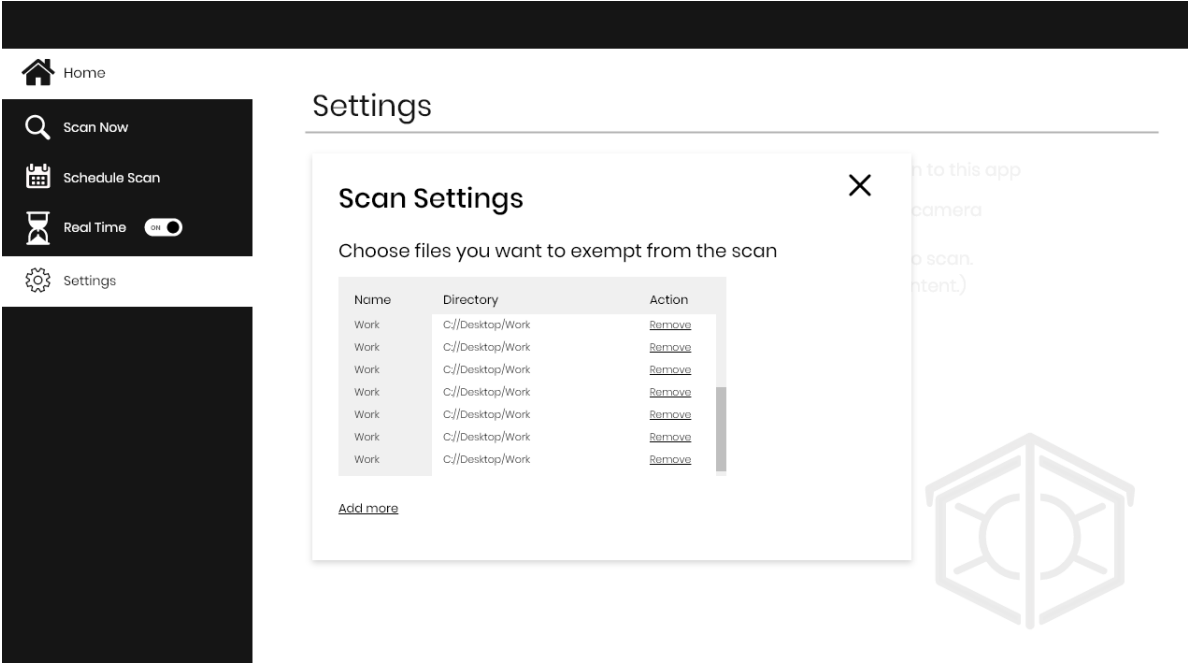 Home
Scan Now
Schedule Scan
Real Time ON
Settings
Settings
n to this app
camera
o scan.
ntent.)
Scan Settings
Choose files you want to exempt from the scan
Name Directory Action
Work C://Desktop/Work Remove
Work C://Desktop/Work Remove
Work C://Desktop/Work Remove
Work C://Desktop/Work Remove
Work C://Desktop/Work Remove
Work C://Desktop/Work Remove
Work C://Desktop/Work Remove
Add more